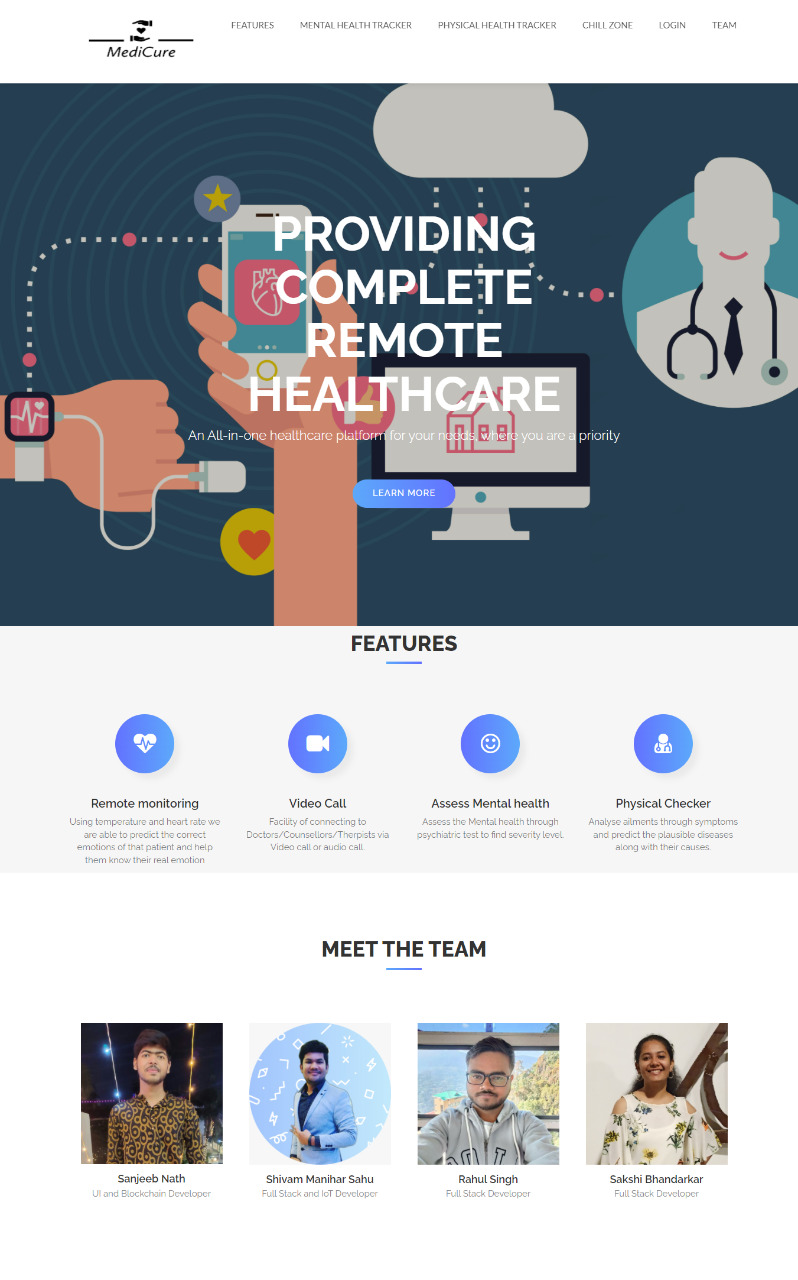 MediCure
FEATURES
MENTAL HEALTH TRACKER
PHYSICAL HEALTH TRACKER
CHILL ZONE
LOGIN
TEAM
PROVIDING
COMPLETE
REMOTE
HEALTHCARE
An All-in-one healthcare platform for your needs, where you are a priority
LEARN MORE
FEATURES
Remote monitoring
Using temperature and heart rate we
are able to predict the correct
emotions of that patient and help
them know their real emotion
Video Call
Facility of connecting to
Doctors/Counsellors/Therpists via
Video call or audio call.
Assess Mental health
Assess the Mental health through
psychiatric test to find severity level.
Physical Checker
Analyse ailments through symptoms
and predict the plausible diseases
along with their causes.
MEET THE TEAM
Sanjeeb Nath
UI and Blockchain Developer
Shivam Manihar Sahu
Full Stack and IoT Developer
Rahul Singh
Full Stack Developer
Sakshi Bhandarkar
Full Stack Developer